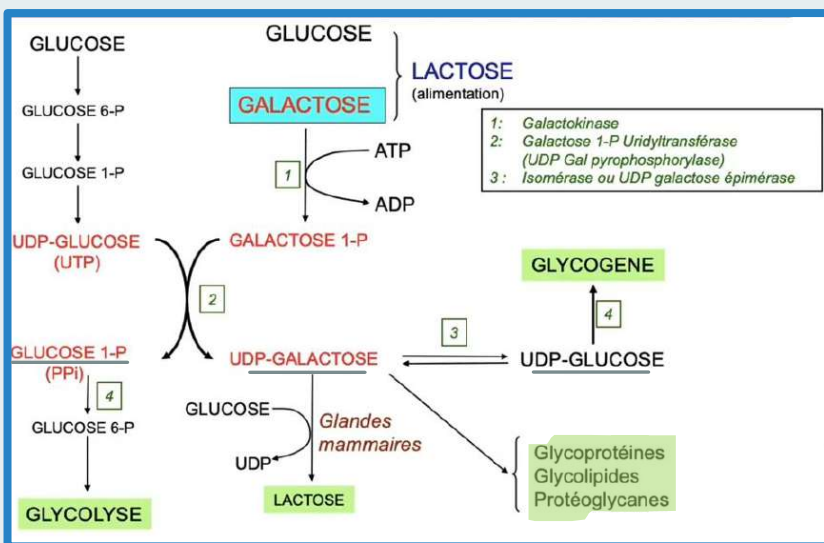 GLUCOSE
GLUCOSE
LACTOSE
(alimentation)
GALACTOSE
GLUCOSE 6-P
1: Galactokinase
2: Galactose 1-P Uridyltransférase
(UDP Gal pyrophosphorylase)
3 : Isomérase ou UDP galactose épimérase
ATP
1
GLUCOSE 1-P
ADP
UDP-GLUCOSE
(UTP)
GALACTOSE 1-P
GLYCOGENE
2
3
4
GLUCOSE 1-P
(PPi)
UDP-GALACTOSE
UDP-GLUCOSE
4
GLUCOSE 6-P
GLUCOSE
Glandes
mammaires
UDP
Glycoprotéines
Glycolipides
Protéoglycanes
GLYCOLYSE
LACTOSE